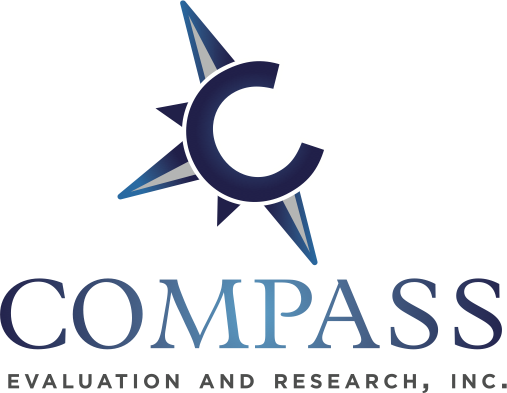 C
COMPASS
EVALUATION AND RESEARCH, INC.